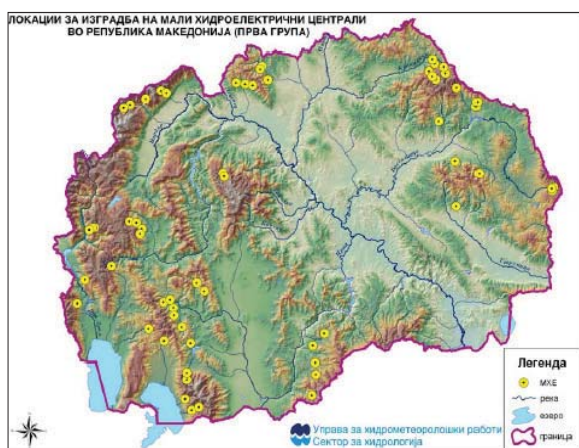 ЛОКАЦИИ ЗА ИЗГРАДБА НА МАЛИ ХИДРОЕЛЕКТРИЧНИ ЦЕНТРАЛИ
ВО РЕПУБЛИКА МАКЕДОНИЈА (ПРВА ГРУПА)
Легенда
МХЕ
река
езеро
граница
Управа за хидрометеоролошки работи
Сектор за хидрологија